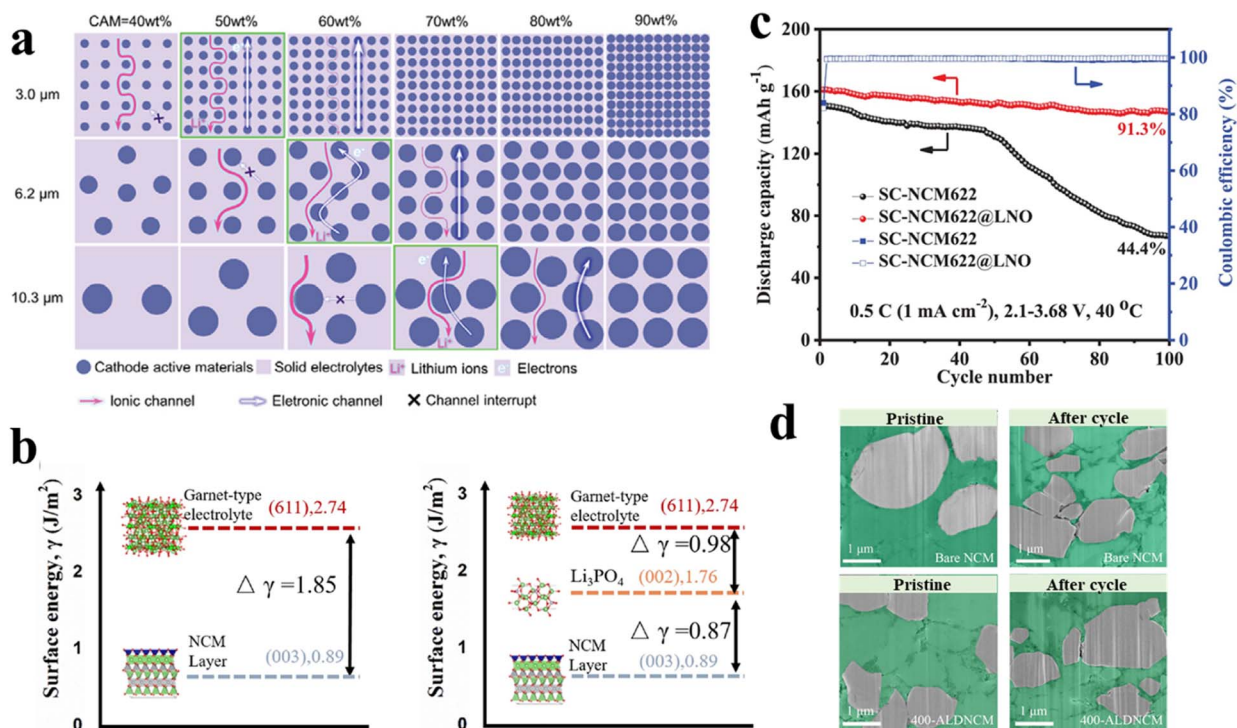 a
CAM=40wt% 50wt% 60wt% 70wt% 80wt% 90wt%
3.0 μm
6.2 μm
10.3 μm
e⁻
Li⁺
e⁻
Li⁺
e⁻
Li⁺
Cathode active materials Solid electrolytes Li⁺ Lithium ions e⁻ Electrons
Ionic channel Eletronic channel Channel interrupt
b
Surface energy, γ (J/m²)
3
2
1
0
Garnet-type
electrolyte
(611),2.74
△ γ =1.85
NCM
Layer
(003),0.89
Surface energy, γ (J/m²)
3
2
1
0
Garnet-type
electrolyte
(611),2.74
△ γ =0.98
Li₃PO₄
(002),1.76
△ γ =0.87
NCM
Layer
(003),0.89
c
Discharge capacity (mAh g⁻¹)
200
160
120
80
40
0
100
80
60
40
20
0
Coulombic efficiency (%)
91.3%
44.4%
SC-NCM622
SC-NCM622@LNO
SC-NCM622
SC-NCM622@LNO
0.5 C (1 mA cm⁻²), 2.1-3.68 V, 40 ⁰C
0 20 40 60 80 100
Cycle number
d
Pristine After cycle
1 μm Bare NCM 1 μm Bare NCM
Pristine After cycle
1 μm 400-ALDNCM 1 μm 400-ALDNCM